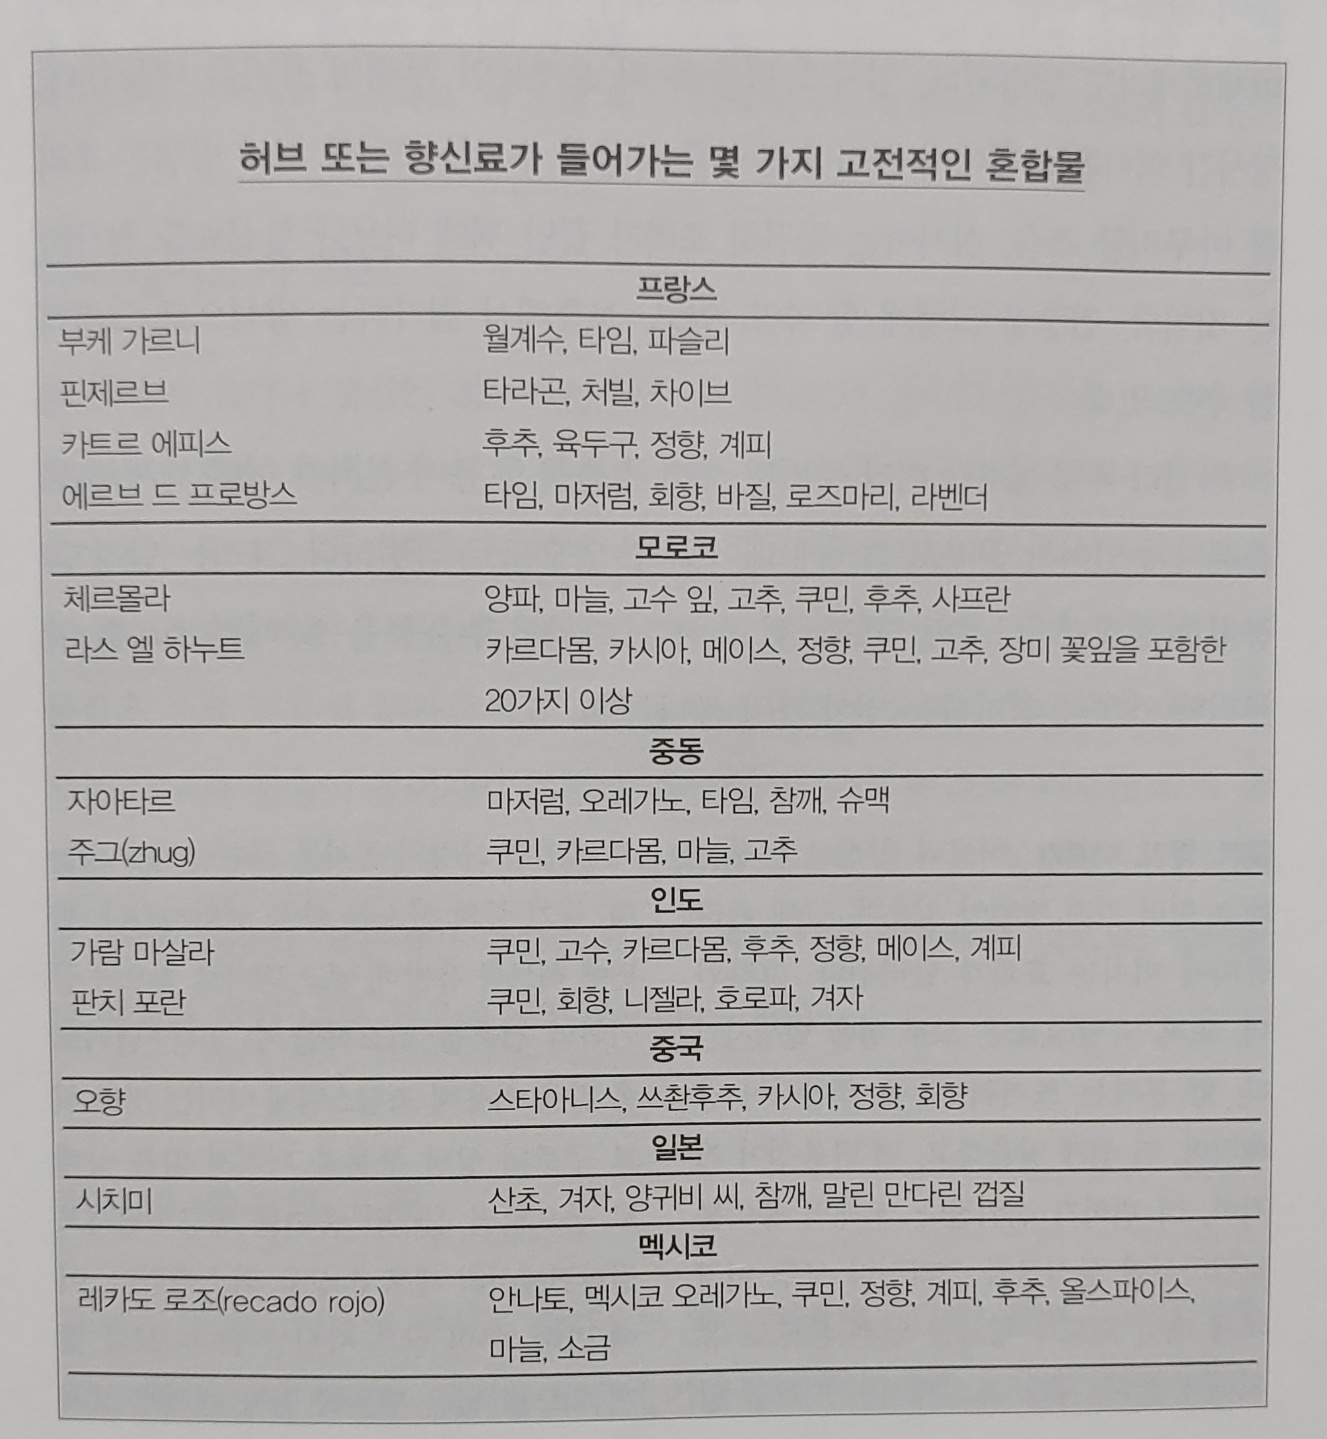 허브 또는 향신료가 들어가는 몇 가지 고전적인 혼합물
프랑스
부케 가르니 월계수, 타임, 파슬리
핀제르브 타라곤, 처빌, 차이브
카트르 에피스 후추, 육두구, 정향, 계피
에르브 드 프로방스 타임, 마저럼, 회향, 바질, 로즈마리, 라벤더
모로코
체르몰라 양파, 마늘, 고수 잎, 고추, 쿠민, 후추, 사프란
라스 엘 하누트 카르다몸, 카시아, 메이스, 정향, 쿠민, 고추, 장미 꽃잎을 포함한
20가지 이상
중동
자아타르 마저럼, 오레가노, 타임, 참깨, 슈맥
주그(zhug) 쿠민, 카르다몸, 마늘, 고추
인도
가람 마살라 쿠민, 고수, 카르다몸, 후추, 정향, 메이스, 계피
판치 포란 쿠민, 회향, 니젤라, 호로파, 겨자
중국
오향 스타아니스, 쓰촨후추, 카시아, 정향, 회향
일본
시치미 산초, 겨자, 양귀비 씨, 참깨, 말린 만다린 껍질
멕시코
레카도 로조(recado rojo) 안나토, 멕시코 오레가노, 쿠민, 정향, 계피, 후추, 올스파이스,
마늘, 소금